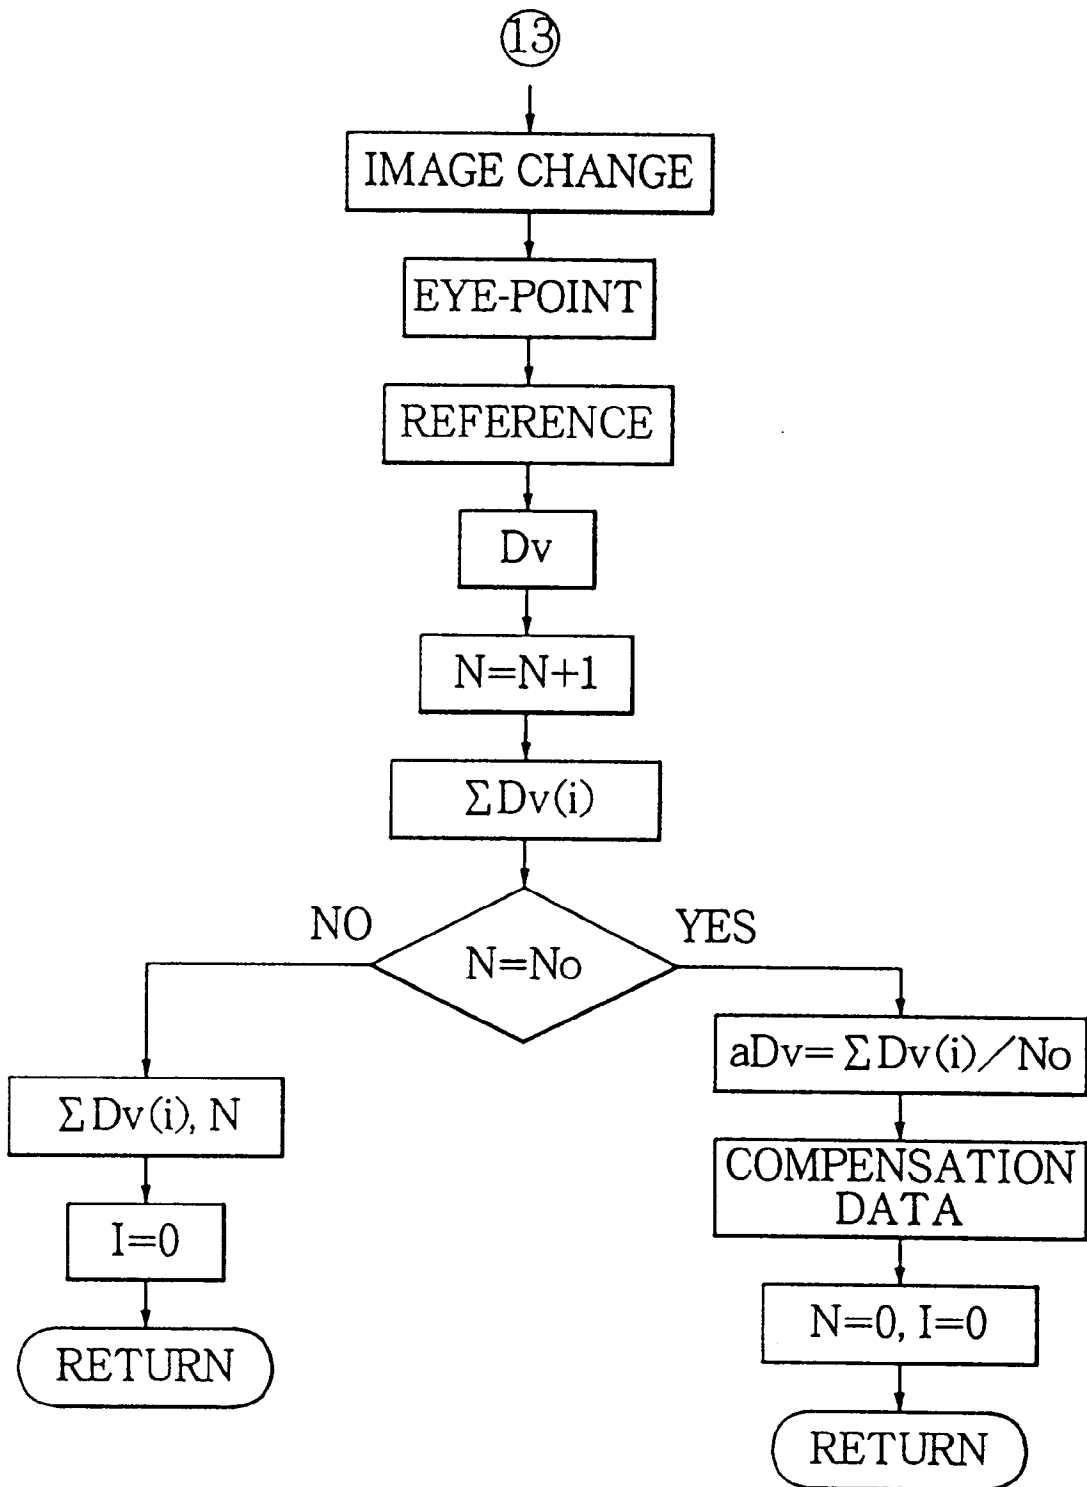 13
IMAGE CHANGE
EYE-POINT
REFERENCE
Dv
N=N+1
ΣDv(i)
N=No
NO
YES
ΣDv(i), N
I=0
RETURN
aDv=ΣDv(i)/No
COMPENSATION
DATA
N=0, I=0
RETURN